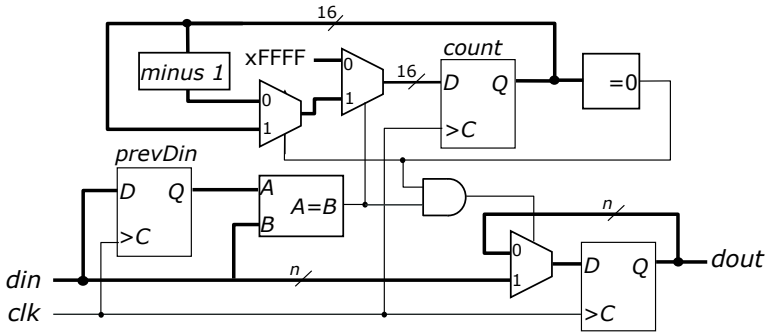 16
count
xFFFF
0
16
minus 1
1
D Q
=0
0
1
>C
prevDin
D Q
A
A=B
B
>C
n
0
n
din
1
D Q
dout
clk
>C